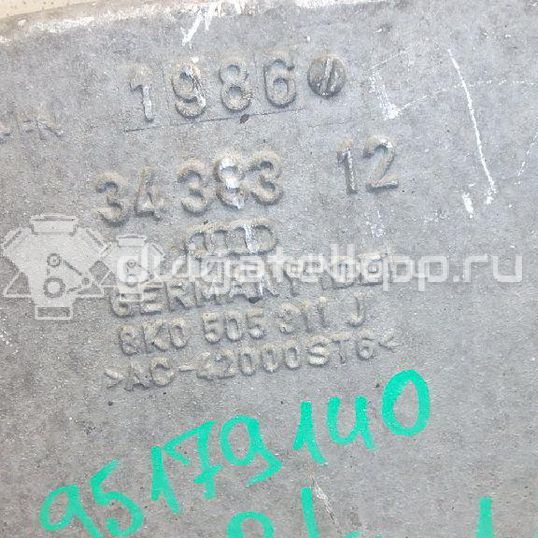 1986
34383 12
GERMANY
8K0 505 311 J
>AC-42000ST6<
95179140